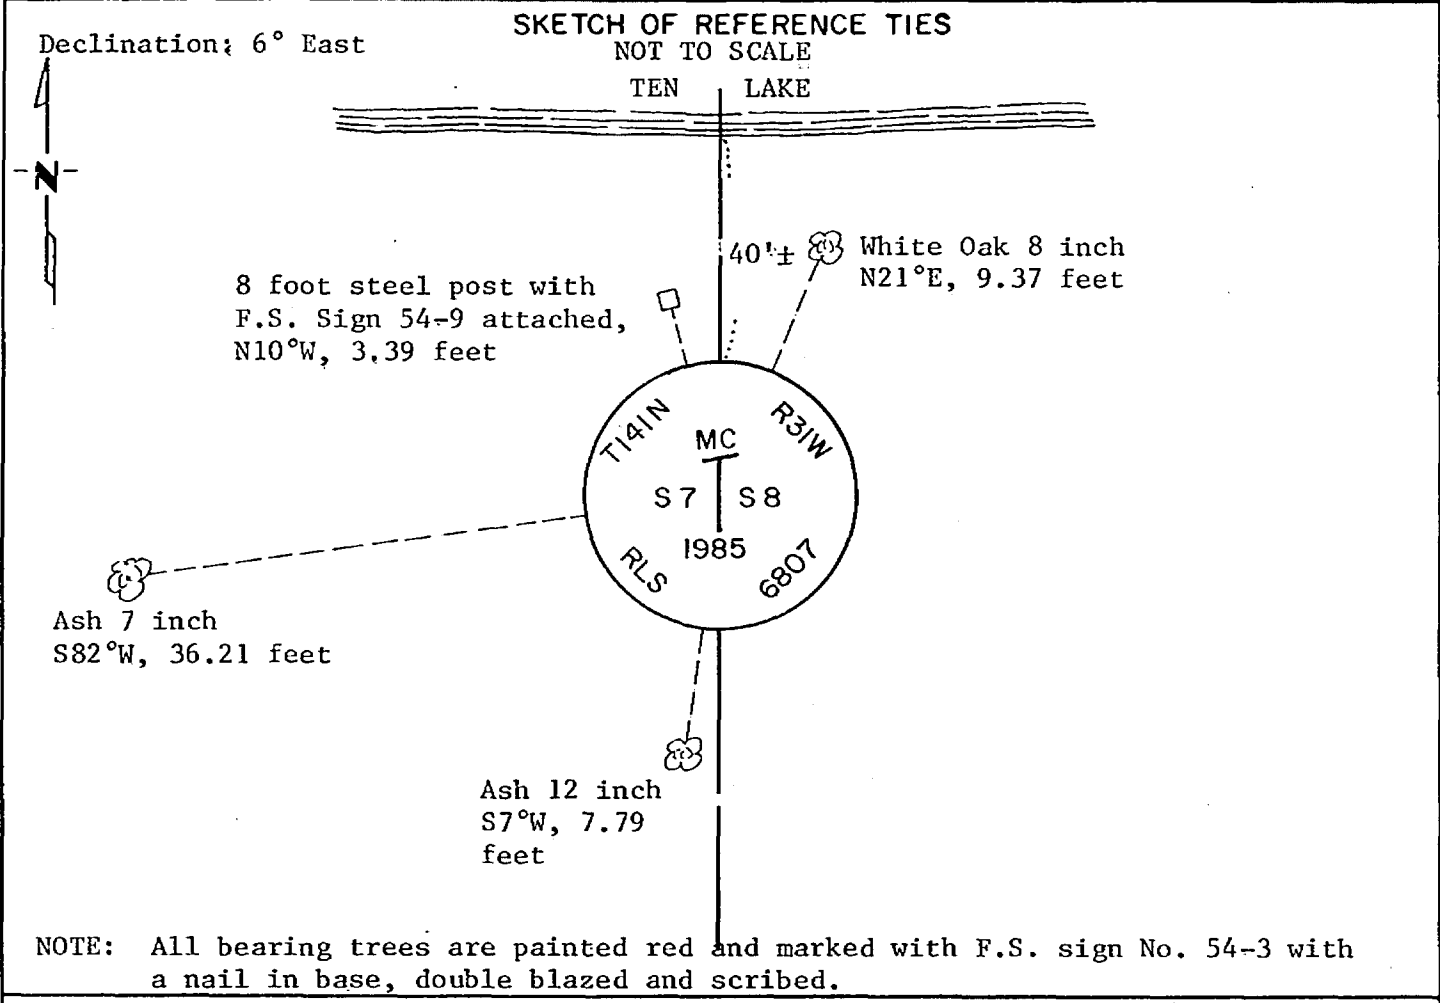 SKETCH OF REFERENCE TIES
Declination: 6° East
NOT TO SCALE
TEN LAKE
N
40'±
White Oak 8 inch
N21°E, 9.37 feet
8 foot steel post with
F.S. Sign 54-9 attached,
N10°W, 3.39 feet
T141N
R31W
MC
S7 S8
1985
RLS
6807
Ash 7 inch
S82°W, 36.21 feet
Ash 12 inch
S7°W, 7.79
feet
NOTE: All bearing trees are painted red and marked with F.S. sign No. 54-3 with
a nail in base, double blazed and scribed.